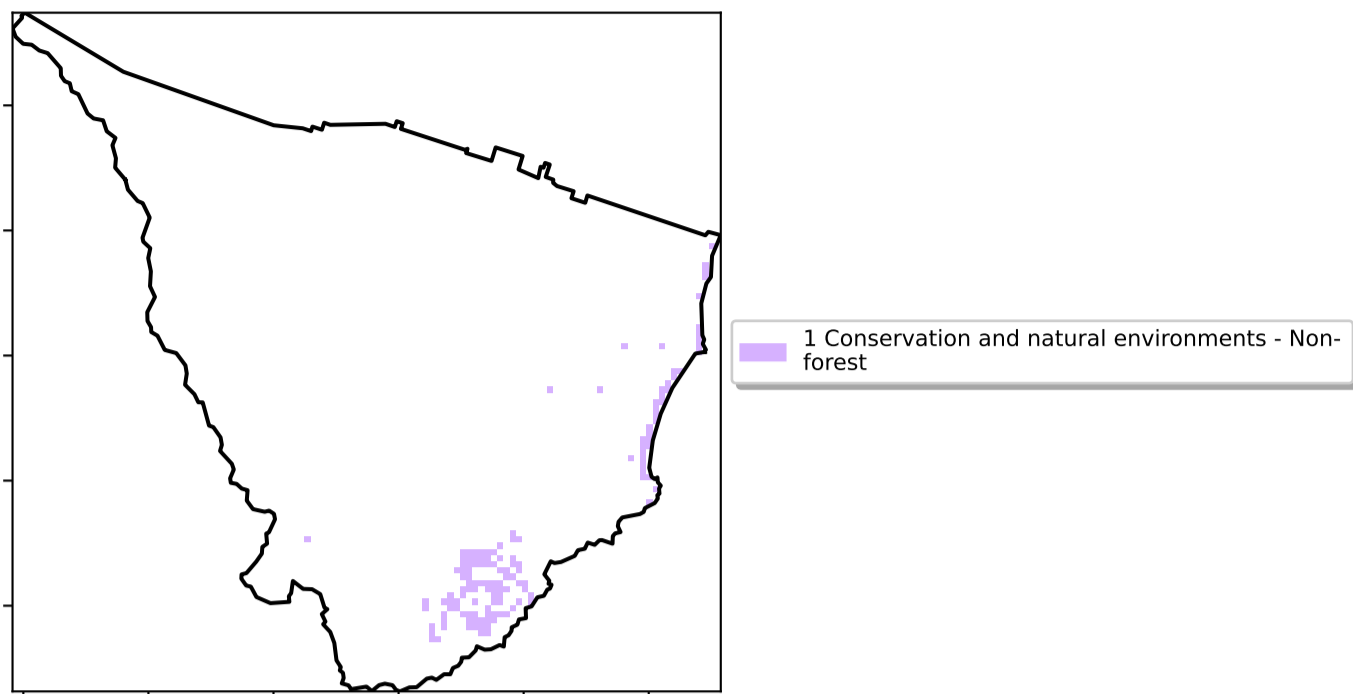 1 Conservation and natural environments - Non-
forest